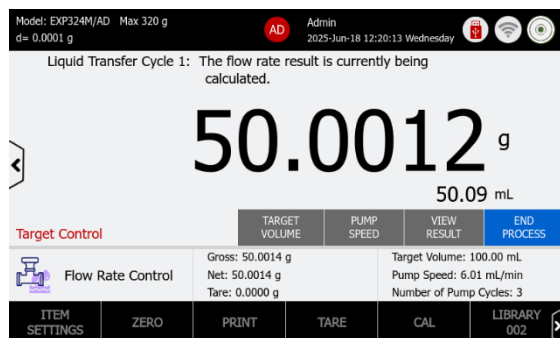 Model: EXP324M/AD Max 320 g
d= 0.0001 g
AD
Admin
2025-Jun-18 12:20:13 Wednesday
Liquid Transfer Cycle 1: The flow rate result is currently being
calculated.
50.0012 g
50.09 mL
Target Control
TARGET
VOLUME
PUMP
SPEED
VIEW
RESULT
END
PROCESS
Flow Rate Control
Gross: 50.0014 g
Net: 50.0014 g
Tare: 0.0000 g
Target Volume: 100.00 mL
Pump Speed: 6.01 mL/min
Number of Pump Cycles: 3
ITEM
SETTINGS
ZERO
PRINT
TARE
CAL
LIBRARY
002